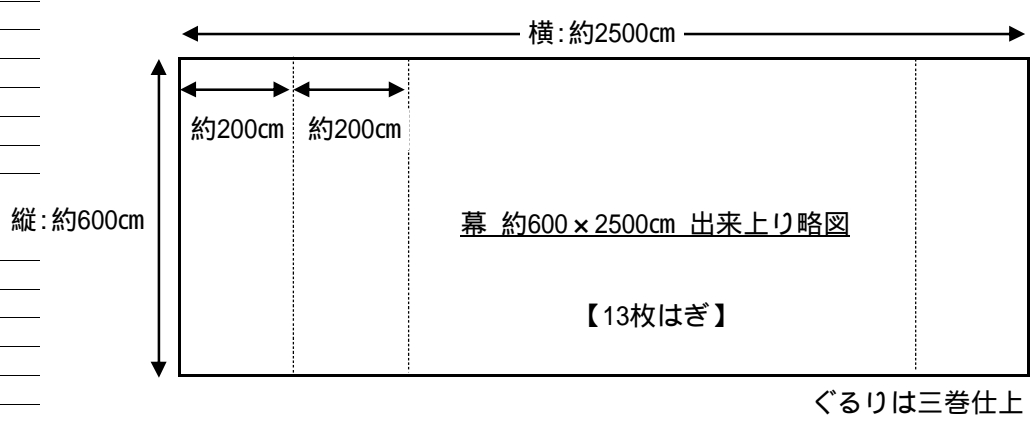 横:約2500㎝
約200㎝ 約200㎝
縦:約600㎝
幕 約600×2500㎝ 出来上り略図
【13枚はぎ】
ぐるりは三巻仕上